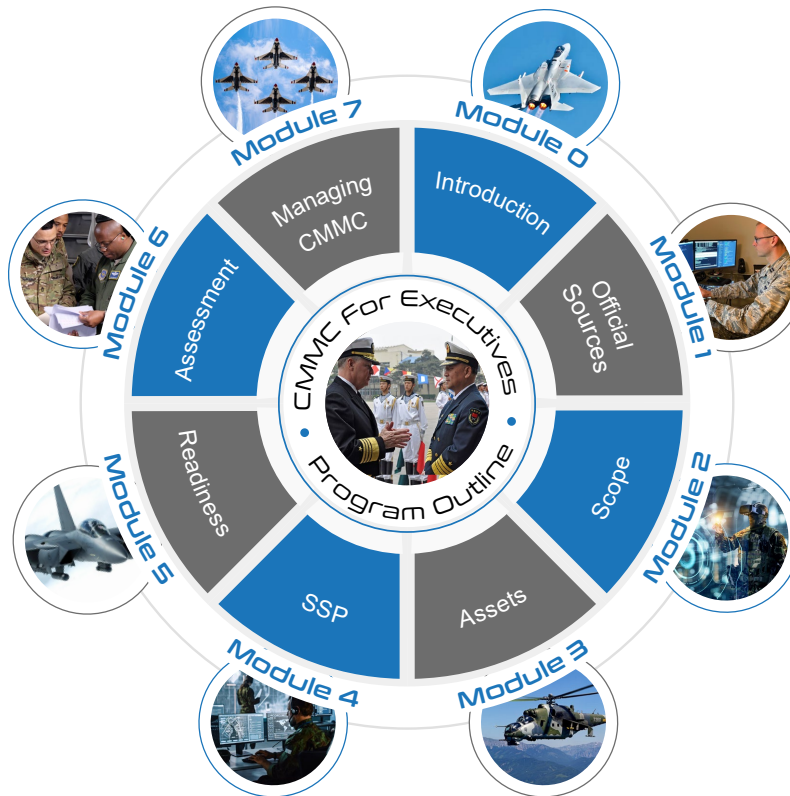 CMMC For Executives
Program Outline
Module 0
Introduction
Module 1
Official
Sources
Module 2
Scope
Module 3
Assets
Module 4
SSP
Module 5
Readiness
Module 6
Assessment
Module 7
Managing
CMMC